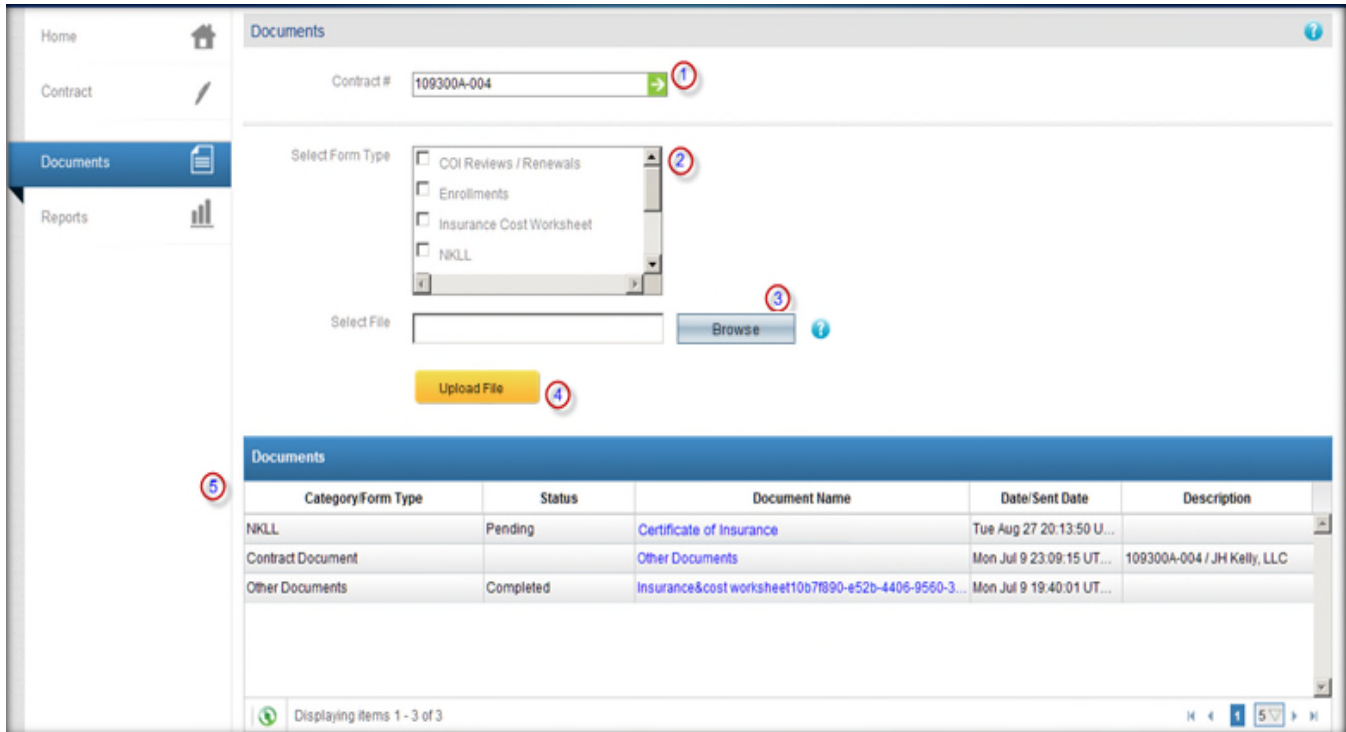 Home
Contract
Documents
Reports
Documents ?
Contract # 109300A-004 1
Select Form Type 2
COI Reviews / Renewals
Enrollments
Insurance Cost Worksheet
NKLL
3
Select File Browse ?
Upload File 4
5
Documents
Category/Form Type Status Document Name Date/Sent Date Description
NKLL Pending Certificate of Insurance Tue Aug 27 20:13:50 U...
Contract Document Other Documents Mon Jul 9 23:09:15 UT... 109300A-004 / JH Kelly, LLC
Other Documents Completed Insurance&cost worksheet10b7f890-e52b-4406-9560-3... Mon Jul 9 19:40:01 UT...
Displaying items 1 - 3 of 3 1 5